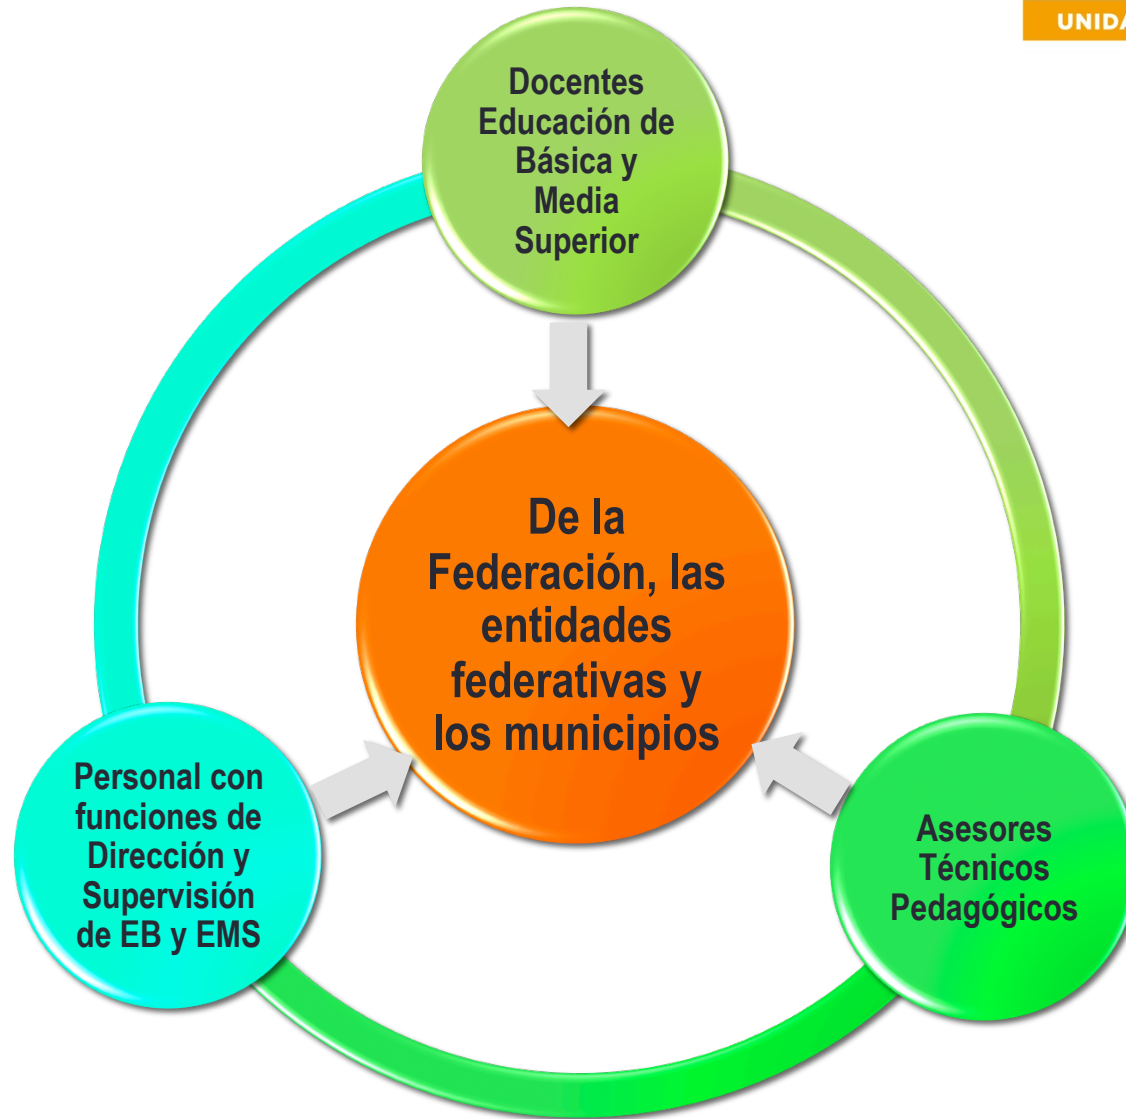 UNIDA
Docentes
Educación de
Básica y
Media
Superior
De la
Federación, las
entidades
federativas y
los municipios
Personal con
funciones de
Dirección y
Supervisión
de EB y EMS
Asesores
Técnicos
Pedagógicos